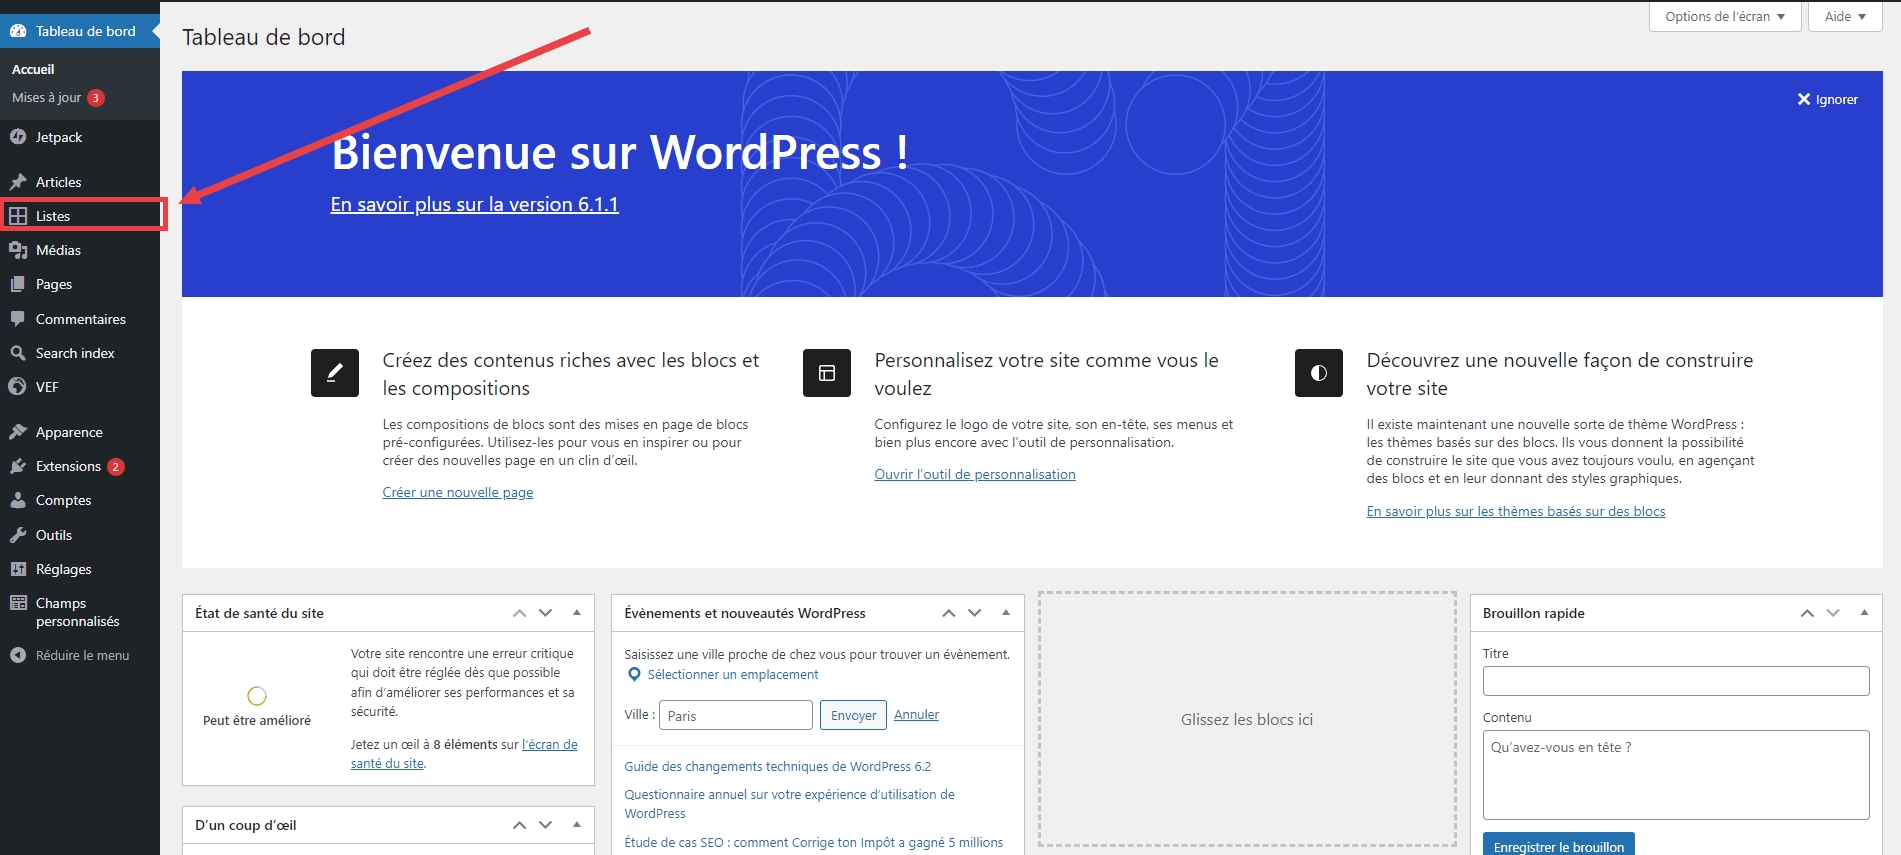 Tableau de bord
Accueil
Mises à jour 3
Jetpack
Articles
Listes
Médias
Pages
Commentaires
Search index
VEF
Apparence
Extensions 2
Comptes
Outils
Réglages
Champs
personnalisés
Réduire le menu
Tableau de bord
Options de l'écran
Aide
Ignorer
Bienvenue sur WordPress !
En savoir plus sur la version 6.1.1
Créez des contenus riches avec les blocs et
les compositions
Les compositions de blocs sont des mises en page de blocs
pré-configurées. Utilisez-les pour vous en inspirer ou pour
créer des nouvelles page en un clin d’œil.
Créer une nouvelle page
Personnalisez votre site comme vous le
voulez
Configurez le logo de votre site, son en-tête, ses menus et
bien plus encore avec l’outil de personnalisation.
Ouvrir l’outil de personnalisation
Découvrez une nouvelle façon de construire
votre site
Il existe maintenant une nouvelle sorte de thème WordPress :
les thèmes basés sur des blocs. Ils vous donnent la possibilité
de construire le site que vous avez toujours voulu, en agençant
des blocs et en leur donnant des styles graphiques.
En savoir plus sur les thèmes basés sur des blocs
État de santé du site
Peut être amélioré
Votre site rencontre une erreur critique
qui doit être réglée dès que possible
afin d’améliorer ses performances et sa
sécurité.
Jetez un œil à 8 éléments sur l’écran de
santé du site.
D’un coup d’œil
Évènements et nouveautés WordPress
Saisissez une ville proche de chez vous pour trouver un évènement.
Sélectionner un emplacement
Ville : Paris Envoyer Annuler
Guide des changements techniques de WordPress 6.2
Questionnaire annuel sur votre expérience d’utilisation de
WordPress
Étude de cas SEO : comment Corrige ton Impôt a gagné 5 millions
Glissez les blocs ici
Brouillon rapide
Titre
Contenu
Qu’avez-vous en tête ?
Enregistrer le brouillon